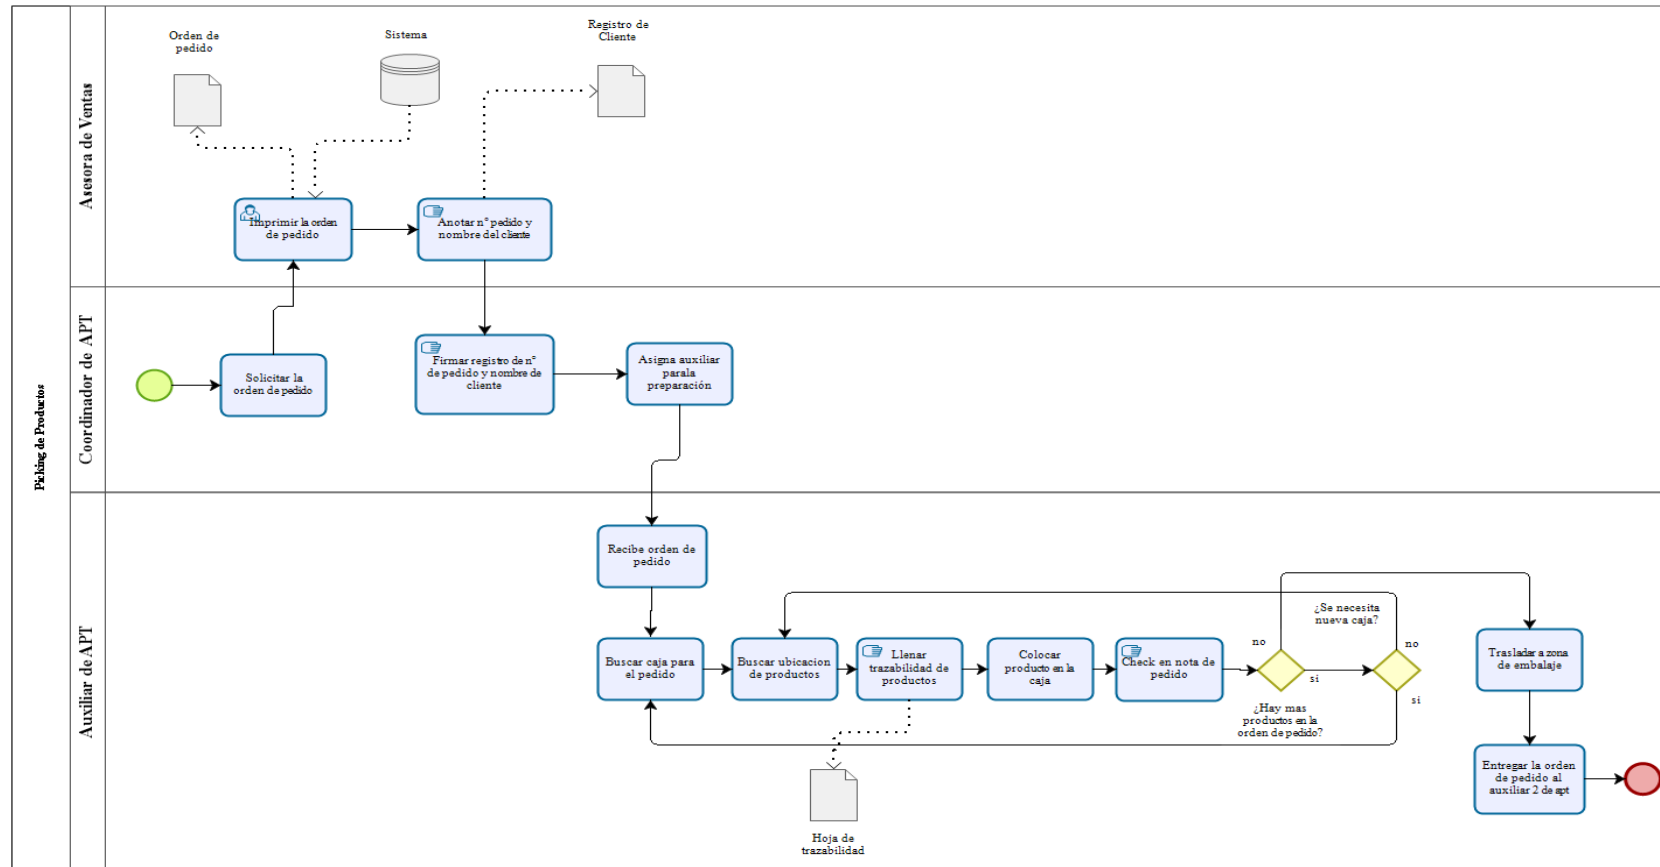 Picking de Productos
Asesora de Ventas
Orden de
pedido
Sistema
Registro de
Cliente
Imprimir la orden
de pedido
Anotar n° pedido y
nombre del cliente
Coordinador de APT
Solicitar la
orden de pedido
Firmar registro de n°
de pedido y nombre de
cliente
Asigna auxiliar
para la
preparación
Auxiliar de APT
Recibe orden de
pedido
Buscar caja para
el pedido
Buscar ubicacion
de productos
Llenar
trazabilidad de
productos
Colocar
producto en la
caja
Check en nota de
pedido
no
si
¿Hay mas
productos en la
orden de pedido?
¿Se necesita
nueva caja?
no
si
Trasladar a zona
de embalaje
Entregar la orden
de pedido al
auxiliar 2 de apt
Hoja de
trazabilidad